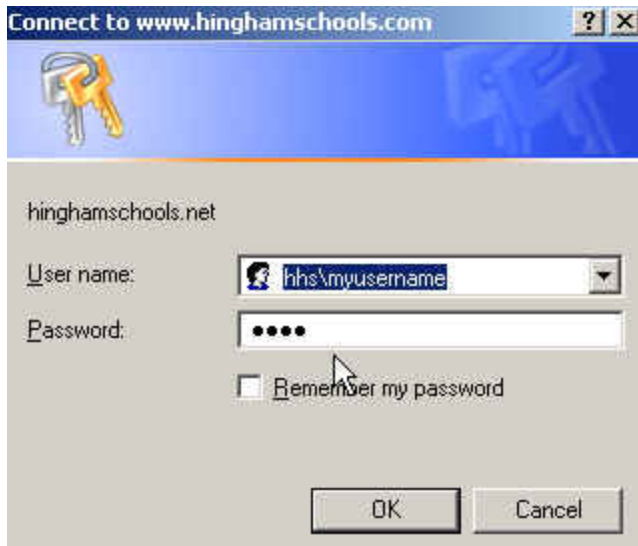 Connect to www.hinghamschools.com
hinghamschools.net
User name:
hhs\myusername
Password:
••••
Remember my password
OK
Cancel